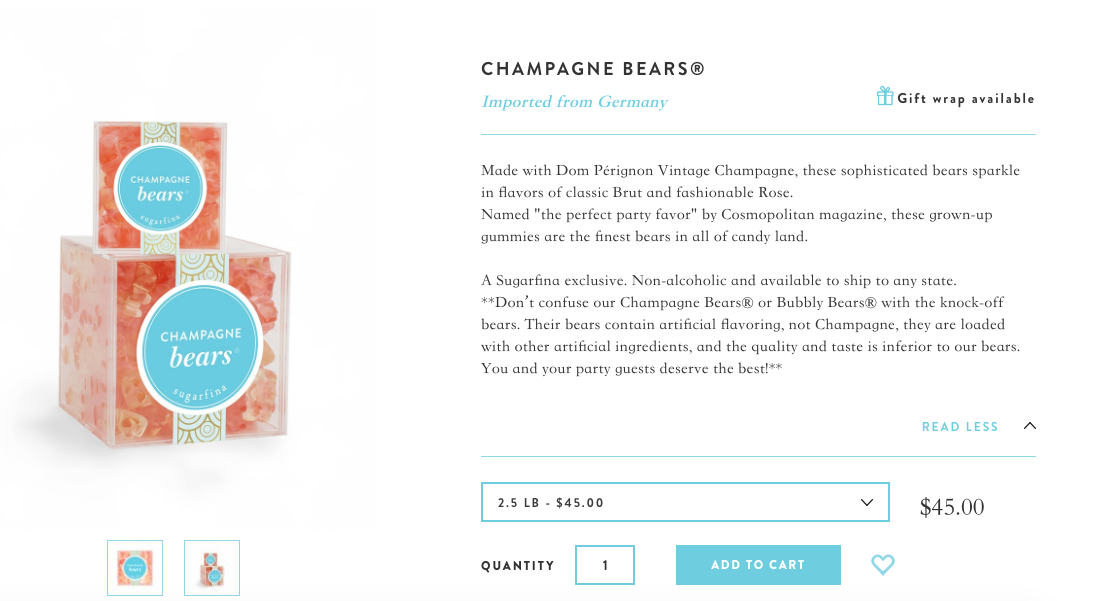 CHAMPAGNE BEARS®
Imported from Germany
Gift wrap available
Made with Dom Pérignon Vintage Champagne, these sophisticated bears sparkle
in flavors of classic Brut and fashionable Rose.
Named "the perfect party favor" by Cosmopolitan magazine, these grown-up
gummies are the finest bears in all of candy land.
A Sugarfina exclusive. Non-alcoholic and available to ship to any state.
**Don't confuse our Champagne Bears® or Bubbly Bears® with the knock-off
bears. Their bears contain artificial flavoring, not Champagne, they are loaded
with other artificial ingredients, and the quality and taste is inferior to our bears.
You and your party guests deserve the best!**
READ LESS
2.5 LB - $45.00
$45.00
QUANTITY
1
ADD TO CART
CHAMPAGNE
bears
sugarfina
CHAMPAGNE
bears
sugarfina